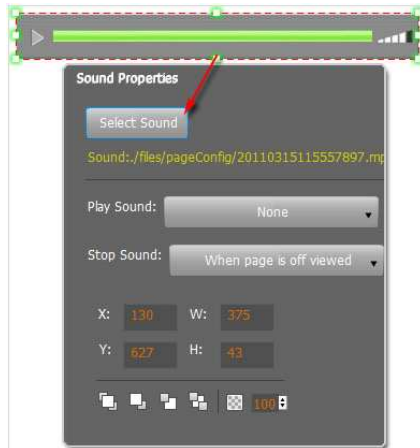 Sound Properties
Select Sound
Sound:./files/pageConfig/20110315115557897.mp
Play Sound: None
Stop Sound: When page is off viewed
X: 130 W: 375
Y: 627 H: 43
100